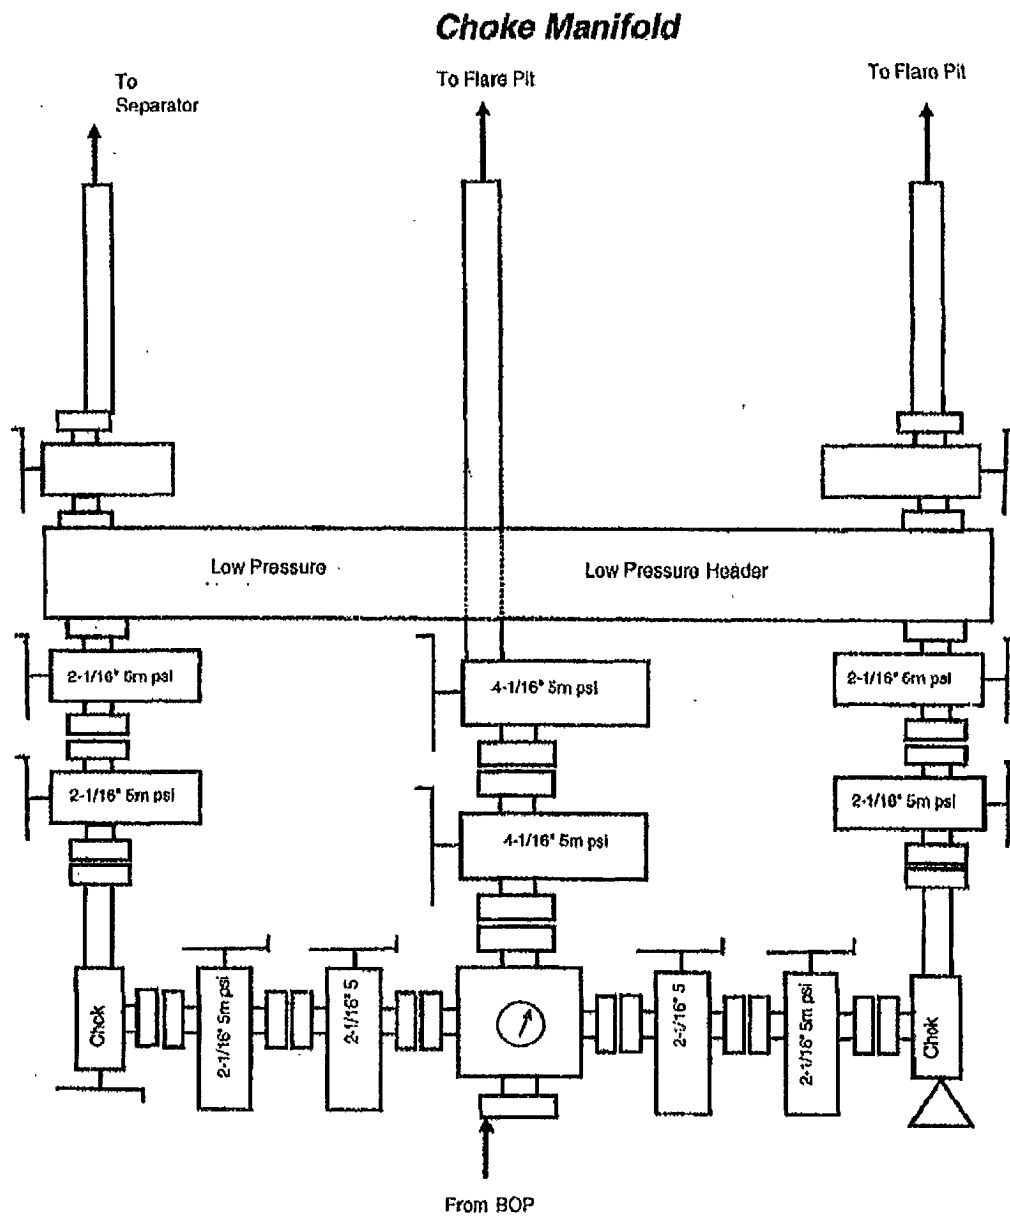 Choke Manifold
To
Separator
To Flare Pit
To Flare Pit
Low Pressure
Low Pressure Header
2-1/16" 5m psi
4-1/16" 5m psi
2-1/16" 5m psi
2-1/16" 5m psi
4-1/16" 5m psi
2-1/16" 5m psi
Chok
2-1/16" 5m psi
2-1/16" 5
2-1/16" 5
2-1/16" 5m psi
Chok
From BOP